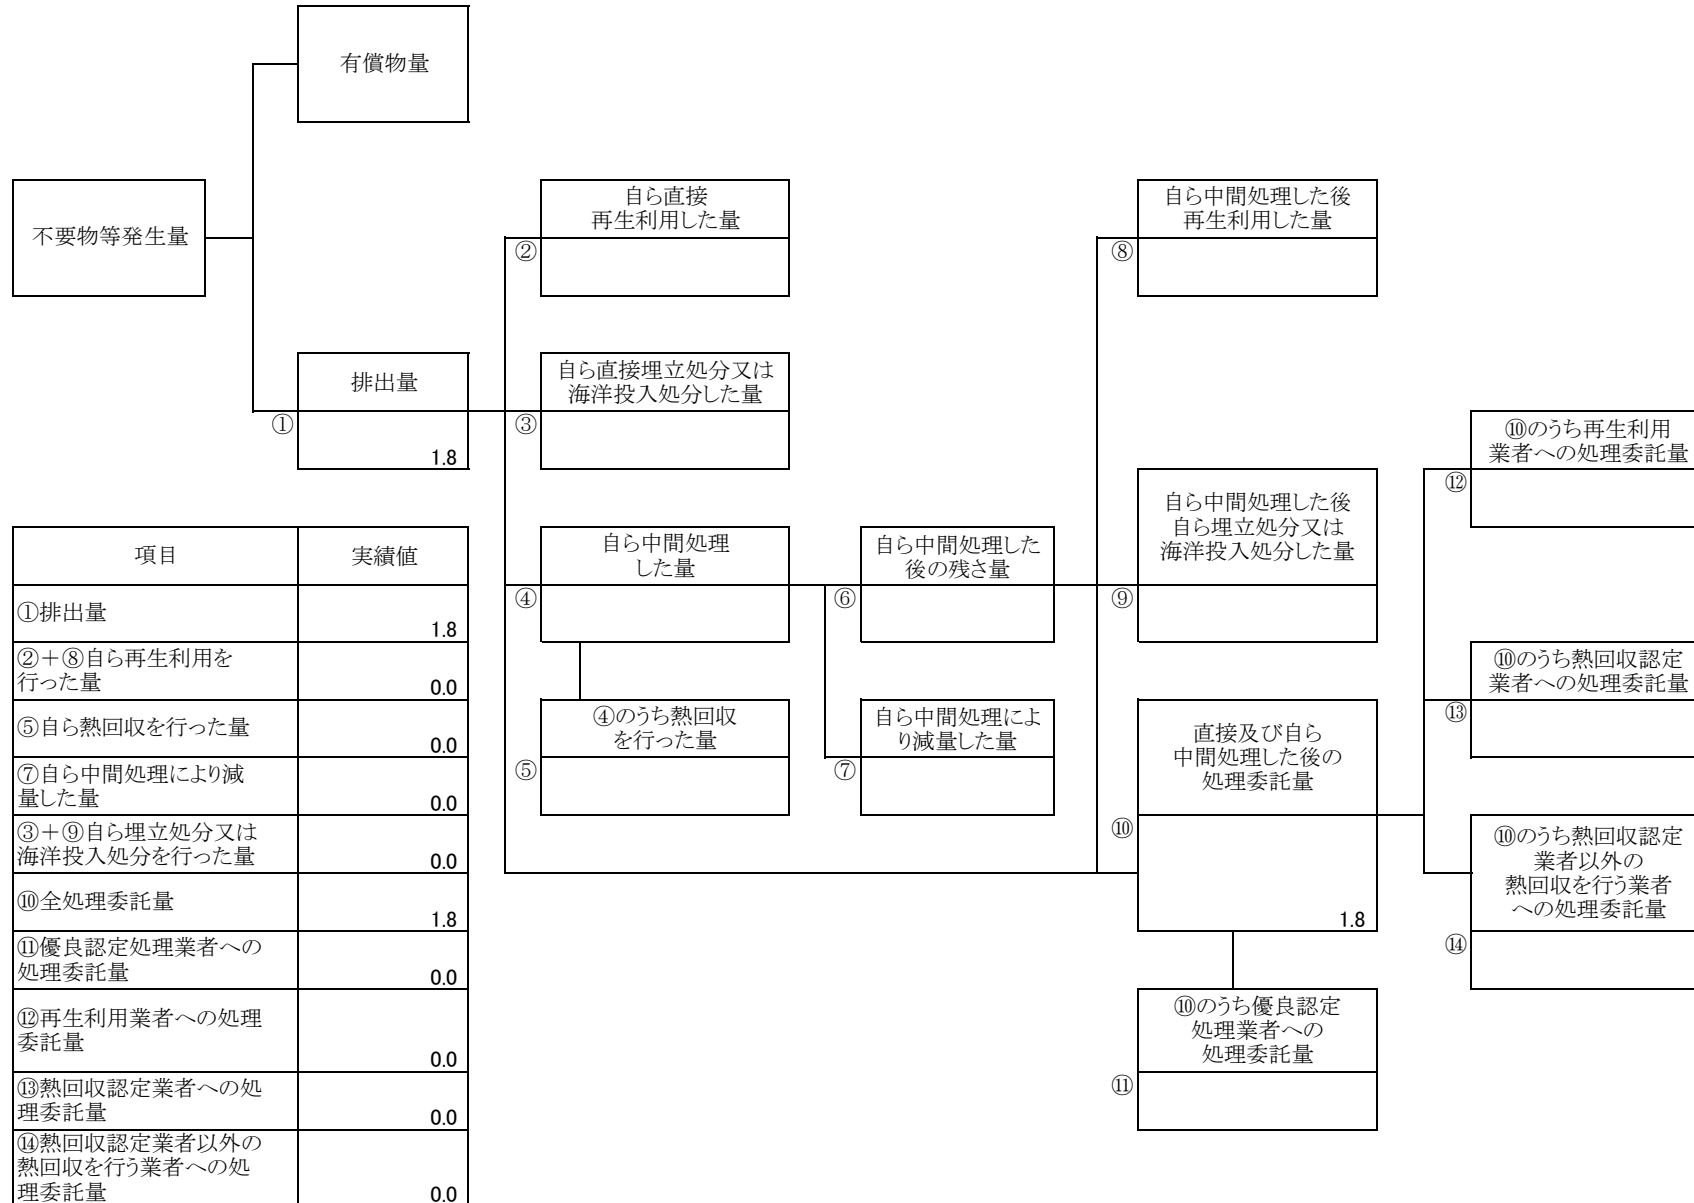 有償物量
不要物等発生量
自ら直接
再生利用した量
②
自ら中間処理した後
再生利用した量
⑧
排出量
①
1.8
自ら直接埋立処分又は
海洋投入処分した量
③
⑩のうち再生利用
業者への処理委託量
⑫
自ら中間処理
した量
④
自ら中間処理した
後の残さ量
⑥
自ら中間処理した後
自ら埋立処分又は
海洋投入処分した量
⑨
⑩のうち熱回収認定
業者への処理委託量
⑬
④のうち熱回収
を行った量
⑤
自ら中間処理によ
り減量した量
⑦
直接及び自ら
中間処理した後の
処理委託量
⑩
1.8
⑩のうち熱回収認定
業者以外の
熱回収を行う業者
への処理委託量
⑭
⑩のうち優良認定
処理業者への
処理委託量
⑪
項目 実績値
①排出量
1.8
②＋⑧自ら再生利用を
行った量
0.0
⑤自ら熱回収を行った量
0.0
⑦自ら中間処理により減
量した量
0.0
③＋⑨自ら埋立処分又は
海洋投入処分を行った量
0.0
⑩全処理委託量
1.8
⑪優良認定処理業者への
処理委託量
0.0
⑫再生利用業者への処理
委託量
0.0
⑬熱回収認定業者への処
理委託量
0.0
⑭熱回収認定業者以外の
熱回収を行う業者への処
理委託量
0.0